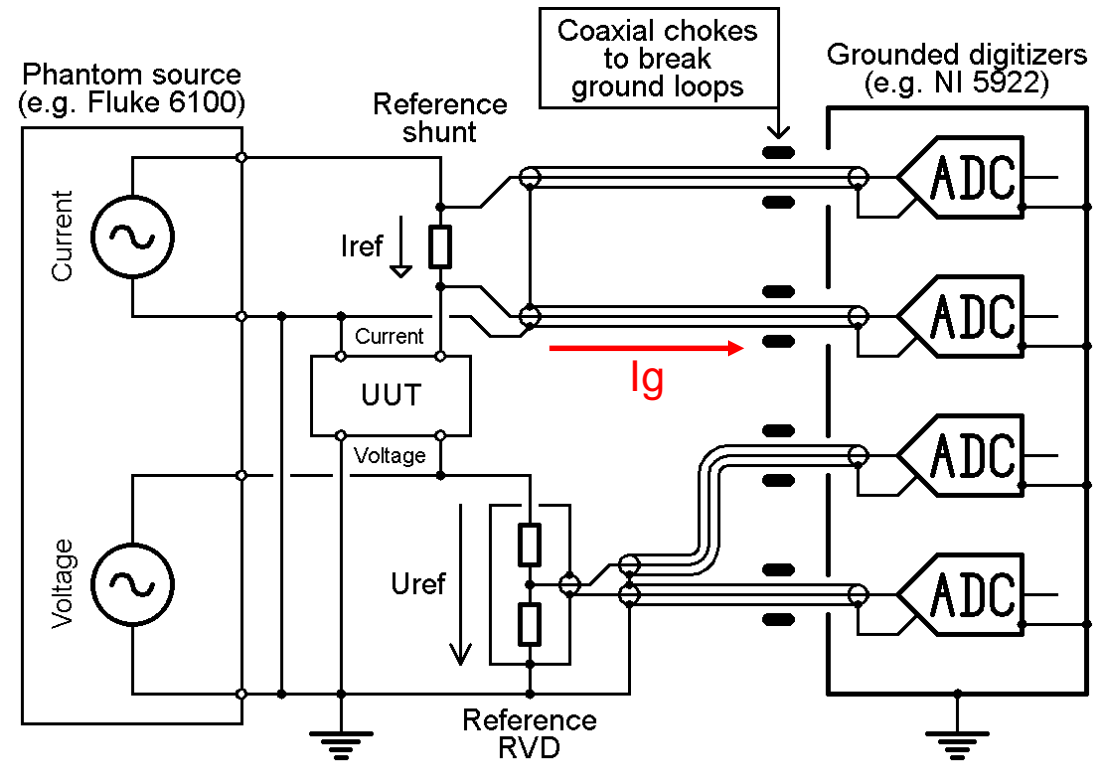 Coaxial chokes
to break
ground loops
Grounded digitizers
(e.g. NI 5922)
Phantom source
(e.g. Fluke 6100)
Reference
shunt
Current
Iref
ADC
ADC
Current
UUT
Voltage
Ig
ADC
Voltage
Uref
ADC
Reference
RVD